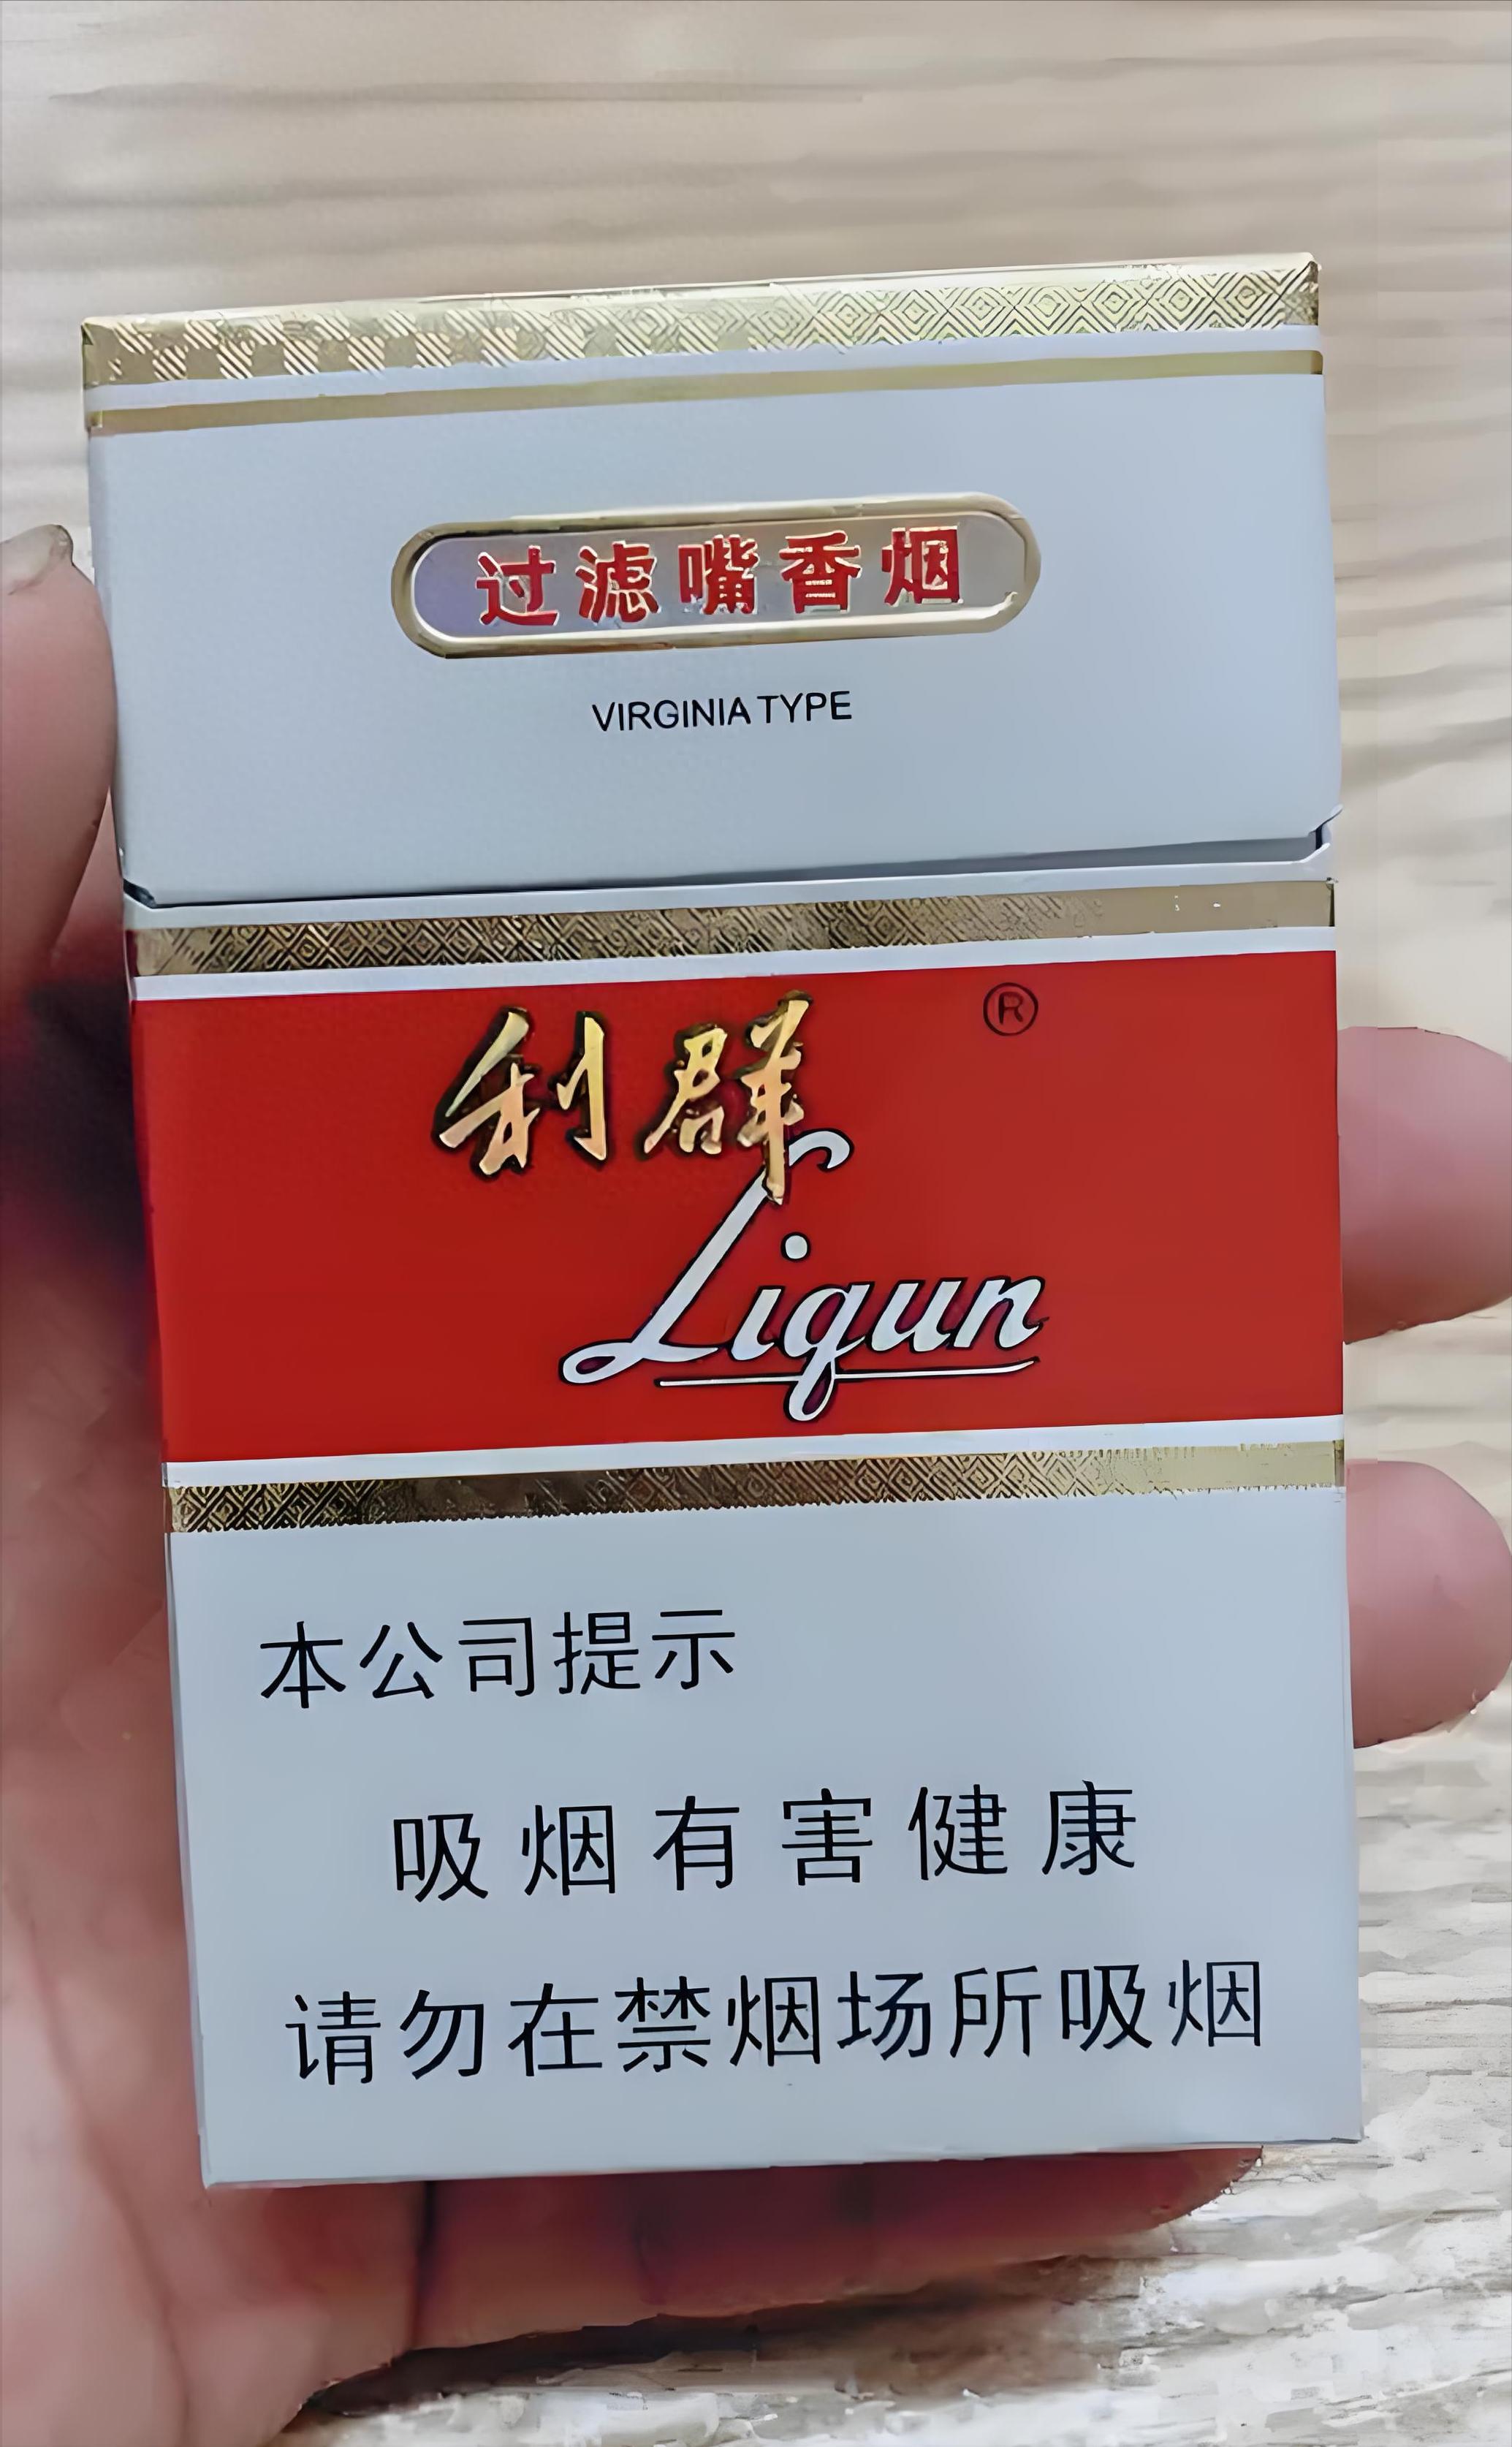 过滤嘴香烟
VIRGINIA TYPE
利群 ®
Liqun
本公司提示
吸烟有害健康
请勿在禁烟场所吸烟